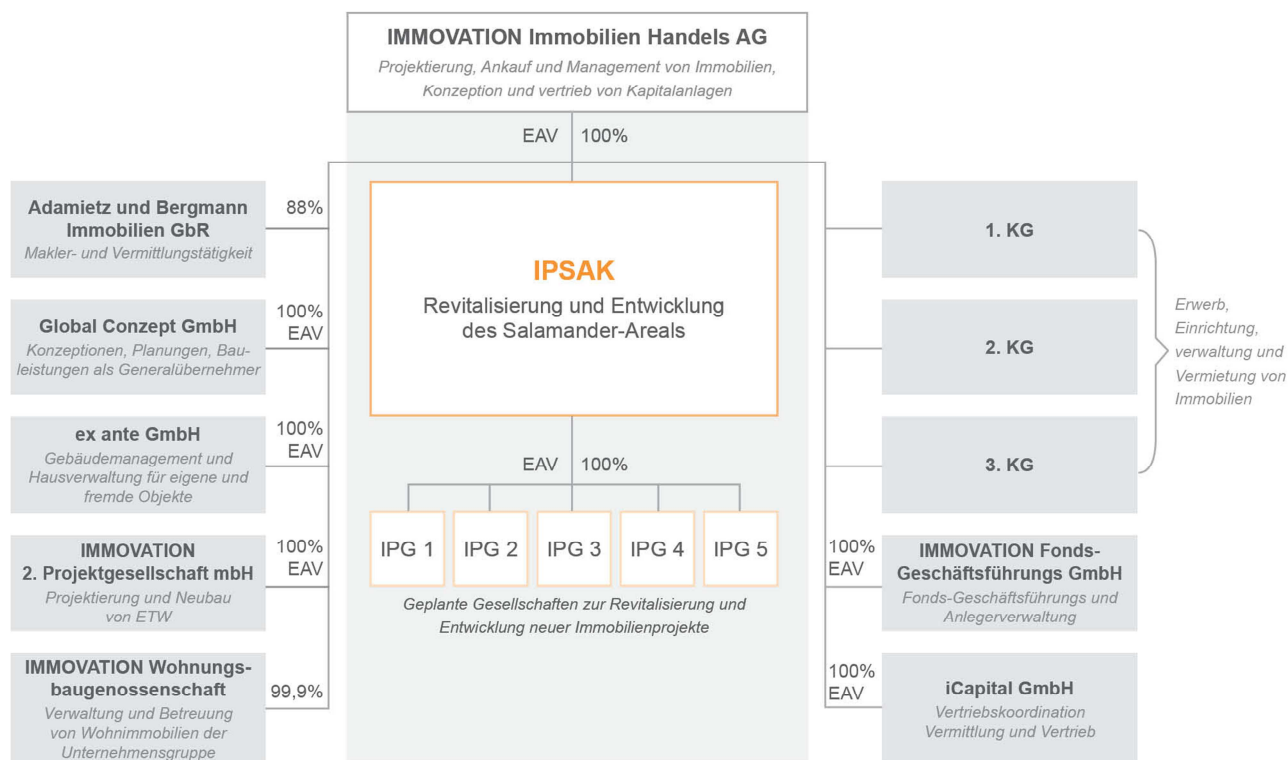 IMMOVATION Immobilien Handels AG
Projektierung, Ankauf und Management von Immobilien,
Konzeption und vertrieb von Kapitalanlagen
EAV 100%
Adamietz und Bergmann
Immobilien GbR
Makler- und Vermittlungstätigkeit
88%
Global Conzept GmbH
Konzeptionen, Planungen, Bau-
leistungen als Generalübernehmer
100%
EAV
ex ante GmbH
Gebäudemanagement und
Hausverwaltung für eigene und
fremde Objekte
100%
EAV
IMMOVATION
2. Projektgesellschaft mbH
Projektierung und Neubau
von ETW
100%
EAV
IMMOVATION Wohnungs-
baugenossenschaft
Verwaltung und Betreuung
von Wohnimmobilien der
Unternehmensgruppe
99,9%
IPSAK
Revitalisierung und Entwicklung
des Salamander-Areals
EAV 100%
IPG 1
IPG 2
IPG 3
IPG 4
IPG 5
Geplante Gesellschaften zur Revitalisierung und
Entwicklung neuer Immobilienprojekte
1. KG
2. KG
3. KG
Erwerb,
Einrichtung,
verwaltung und
Vermietung von
Immobilien
100%
EAV
IMMOVATION Fonds-
Geschäftsführungs GmbH
Fonds-Geschäftsführungs und
Anlegerverwaltung
100%
EAV
iCapital GmbH
Vertriebskoordination
Vermittlung und Vertrieb